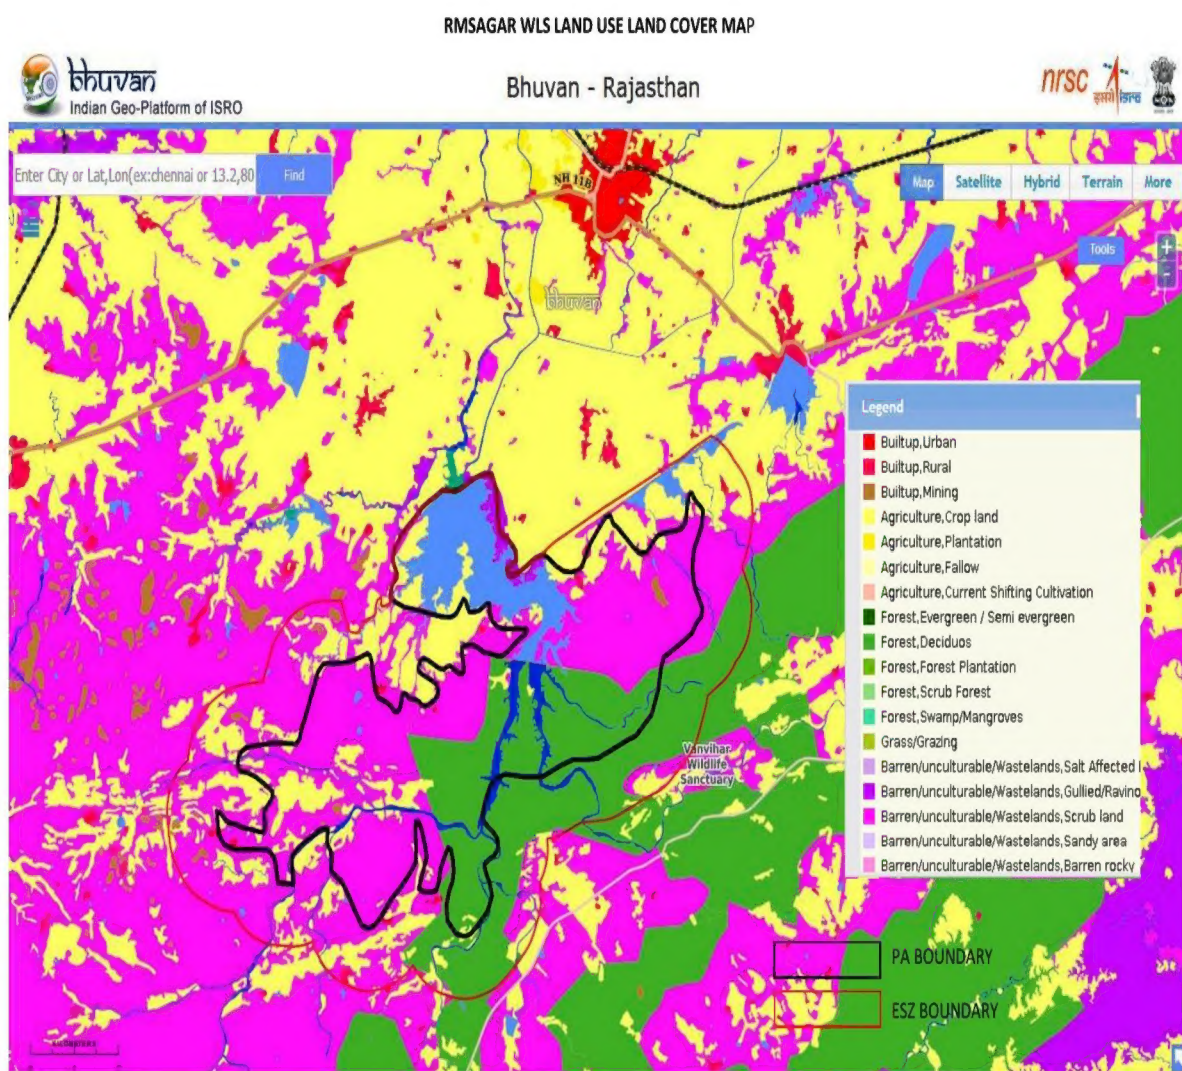 RMSAGAR WLS LAND USE LAND COVER MAP
bhuvan
Indian Geo-Platform of ISRO
Bhuvan - Rajasthan
nrsc
इसरो isro
Enter City or Lat,Lon(ex:chennai or 13.2,80
Find
NH 11B
Map Satellite Hybrid Terrain More
Tools
+
-
bhuvan
Legend
Builtup,Urban
Builtup,Rural
Builtup,Mining
Agriculture,Crop land
Agriculture,Plantation
Agriculture,Fallow
Agriculture,Current Shifting Cultivation
Forest,Evergreen / Semi evergreen
Forest,Deciduos
Forest,Forest Plantation
Forest,Scrub Forest
Forest,Swamp/Mangroves
Grass/Grazing
Barren/unculturable/Wastelands,Salt Affected
Barren/unculturable/Wastelands,Gullied/Ravino
Barren/unculturable/Wastelands,Scrub land
Barren/unculturable/Wastelands,Sandy area
Barren/unculturable/Wastelands,Barren rocky
Vanvihar
Wildlife
Sanctuary
PA BOUNDARY
ESZ BOUNDARY